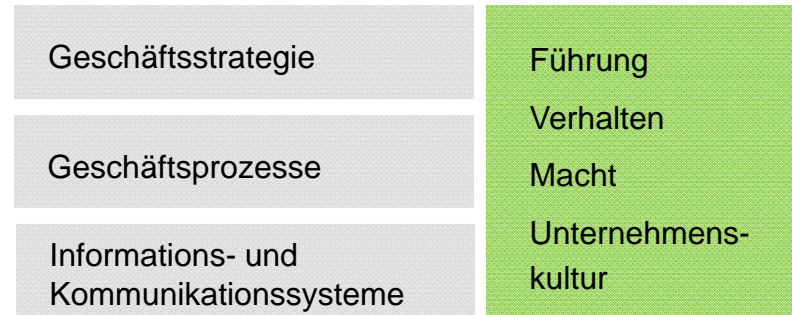 Geschäftsstrategie
Geschäftsprozesse
Informations- und
Kommunikationssysteme
Führung
Verhalten
Macht
Unternehmens-
kultur